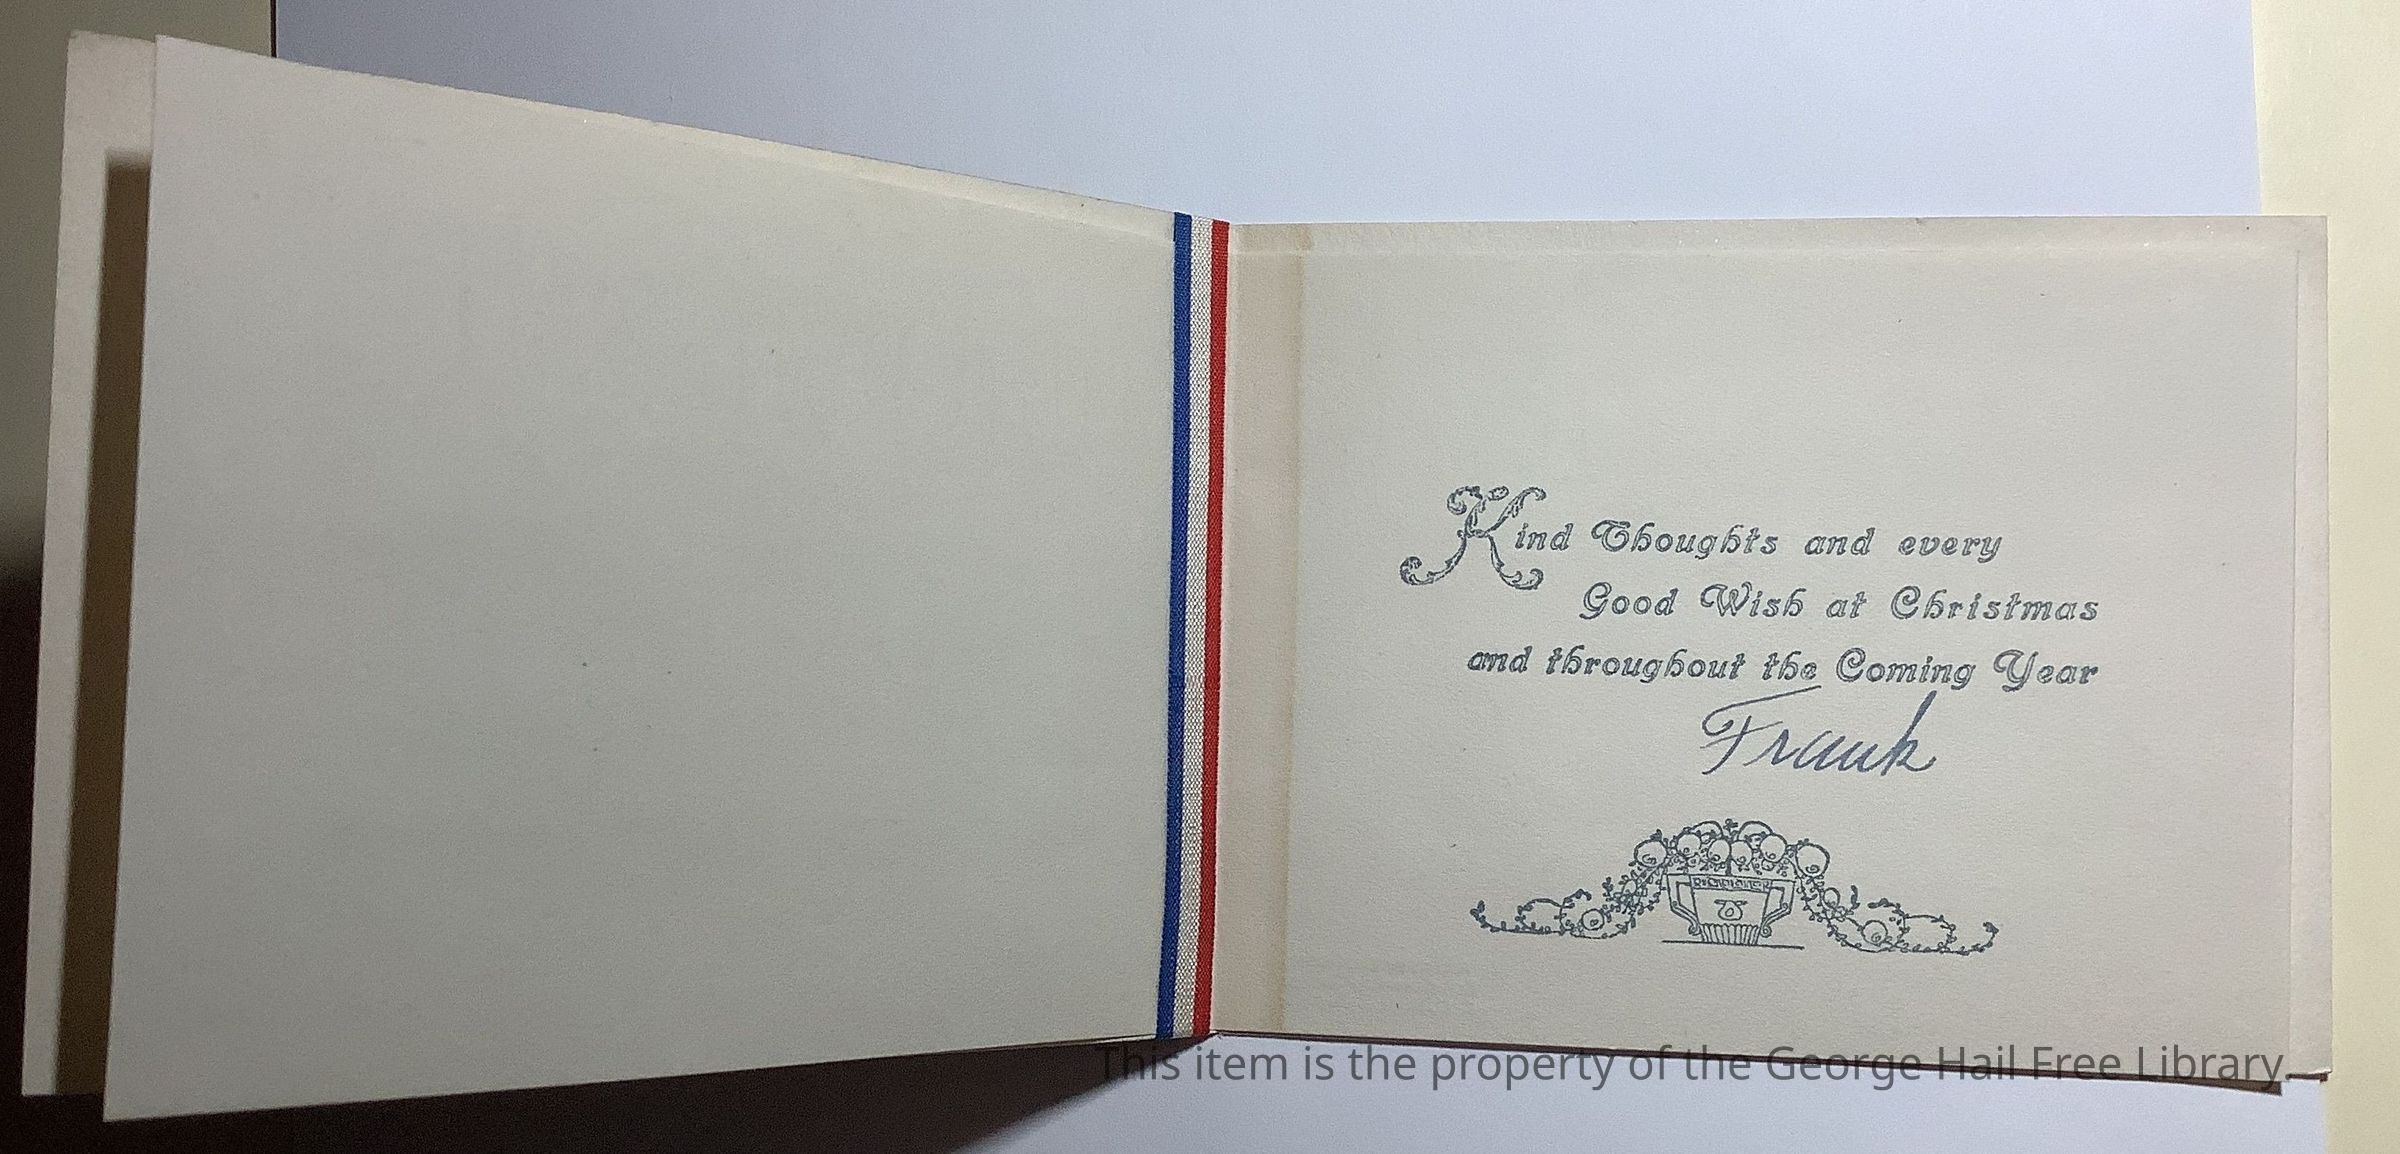 Kind Thoughts and every
Good Wish at Christmas
and throughout the Coming Year
Frank
This item is the property of the George Hail Free Library.